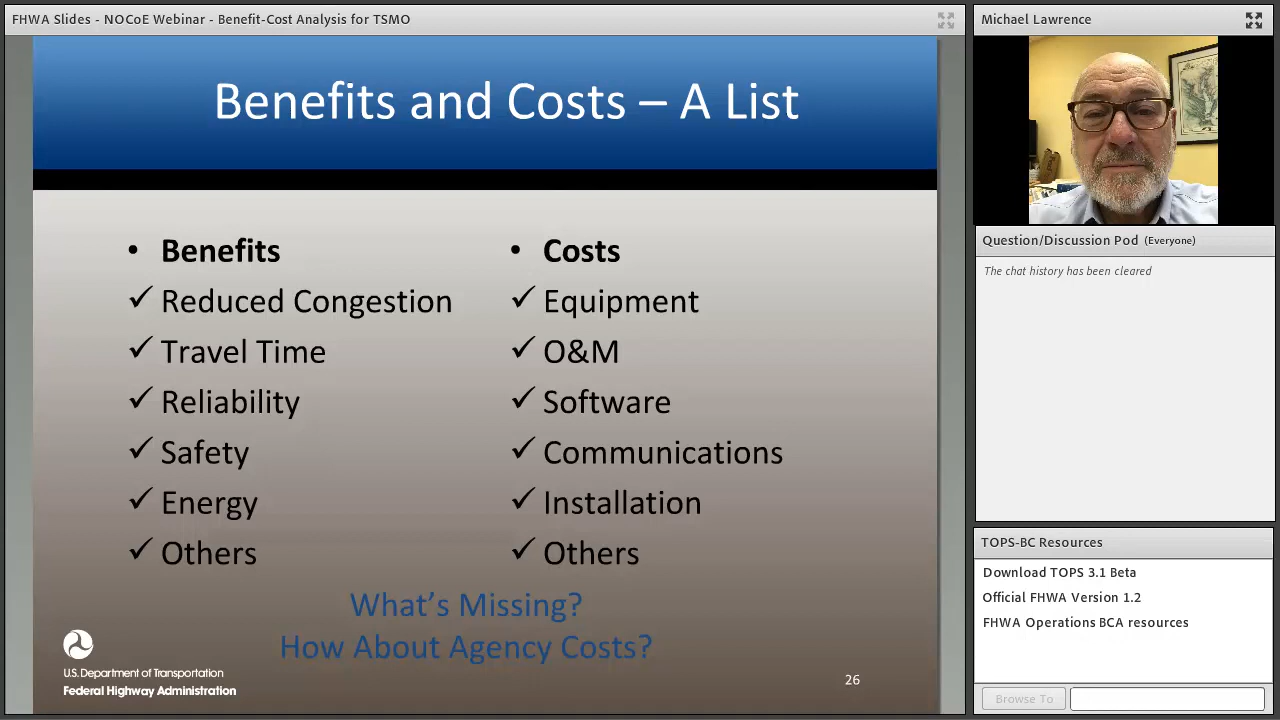 FHWA Slides - NOCoE Webinar - Benefit-Cost Analysis for TSMO
Benefits and Costs – A List
• Benefits
✓ Reduced Congestion
✓ Travel Time
✓ Reliability
✓ Safety
✓ Energy
✓ Others
• Costs
✓ Equipment
✓ O&M
✓ Software
✓ Communications
✓ Installation
✓ Others
What's Missing?
How About Agency Costs?
U.S. Department of Transportation
Federal Highway Administration
26
Michael Lawrence
Question/Discussion Pod (Everyone)
The chat history has been cleared
TOPS-BC Resources
Download TOPS 3.1 Beta
Official FHWA Version 1.2
FHWA Operations BCA resources
Browse To